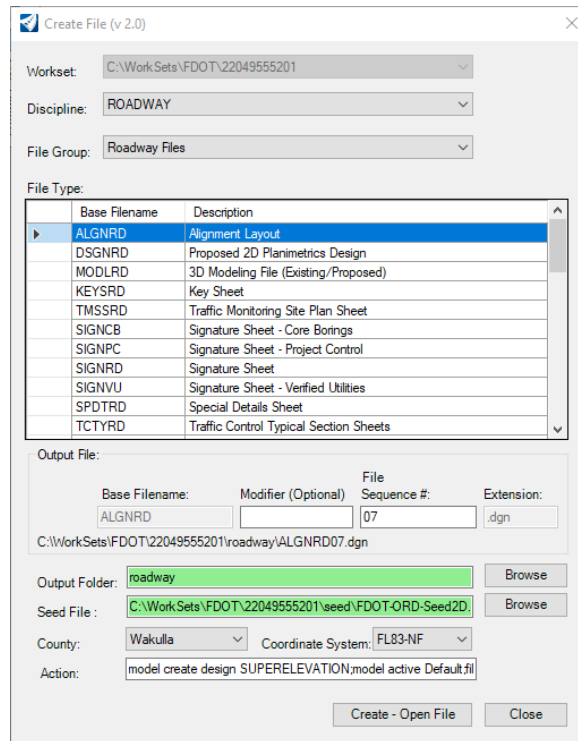 Create File (v 2.0)
Workset: C:\WorkSets\FDOT\22049555201
Discipline: ROADWAY
File Group: Roadway Files
File Type:
Base Filename Description
ALGNRD Alignment Layout
DSGNRD Proposed 2D Planimetrics Design
MODLRD 3D Modeling File (Existing/Proposed)
KEYSRD Key Sheet
TMSSRD Traffic Monitoring Site Plan Sheet
SIGNCB Signature Sheet - Core Borings
SIGNPC Signature Sheet - Project Control
SIGNRD Signature Sheet
SIGNVU Signature Sheet - Verified Utilities
SPDTRD Special Details Sheet
TCTYRD Traffic Control Typical Section Sheets
Output File:
File
Base Filename: Modifier (Optional) Sequence #: Extension:
ALGNRD 07 .dgn
C:\WorkSets\FDOT\22049555201\roadway\ALGNRD07.dgn
Output Folder: roadway Browse
Seed File : C:\WorkSets\FDOT\22049555201\seed\FDOT-ORD-Seed2D. Browse
County: Wakulla Coordinate System: FL83-NF
Action: model create design SUPERELEVATION;model active Default;fil
Create - Open File Close